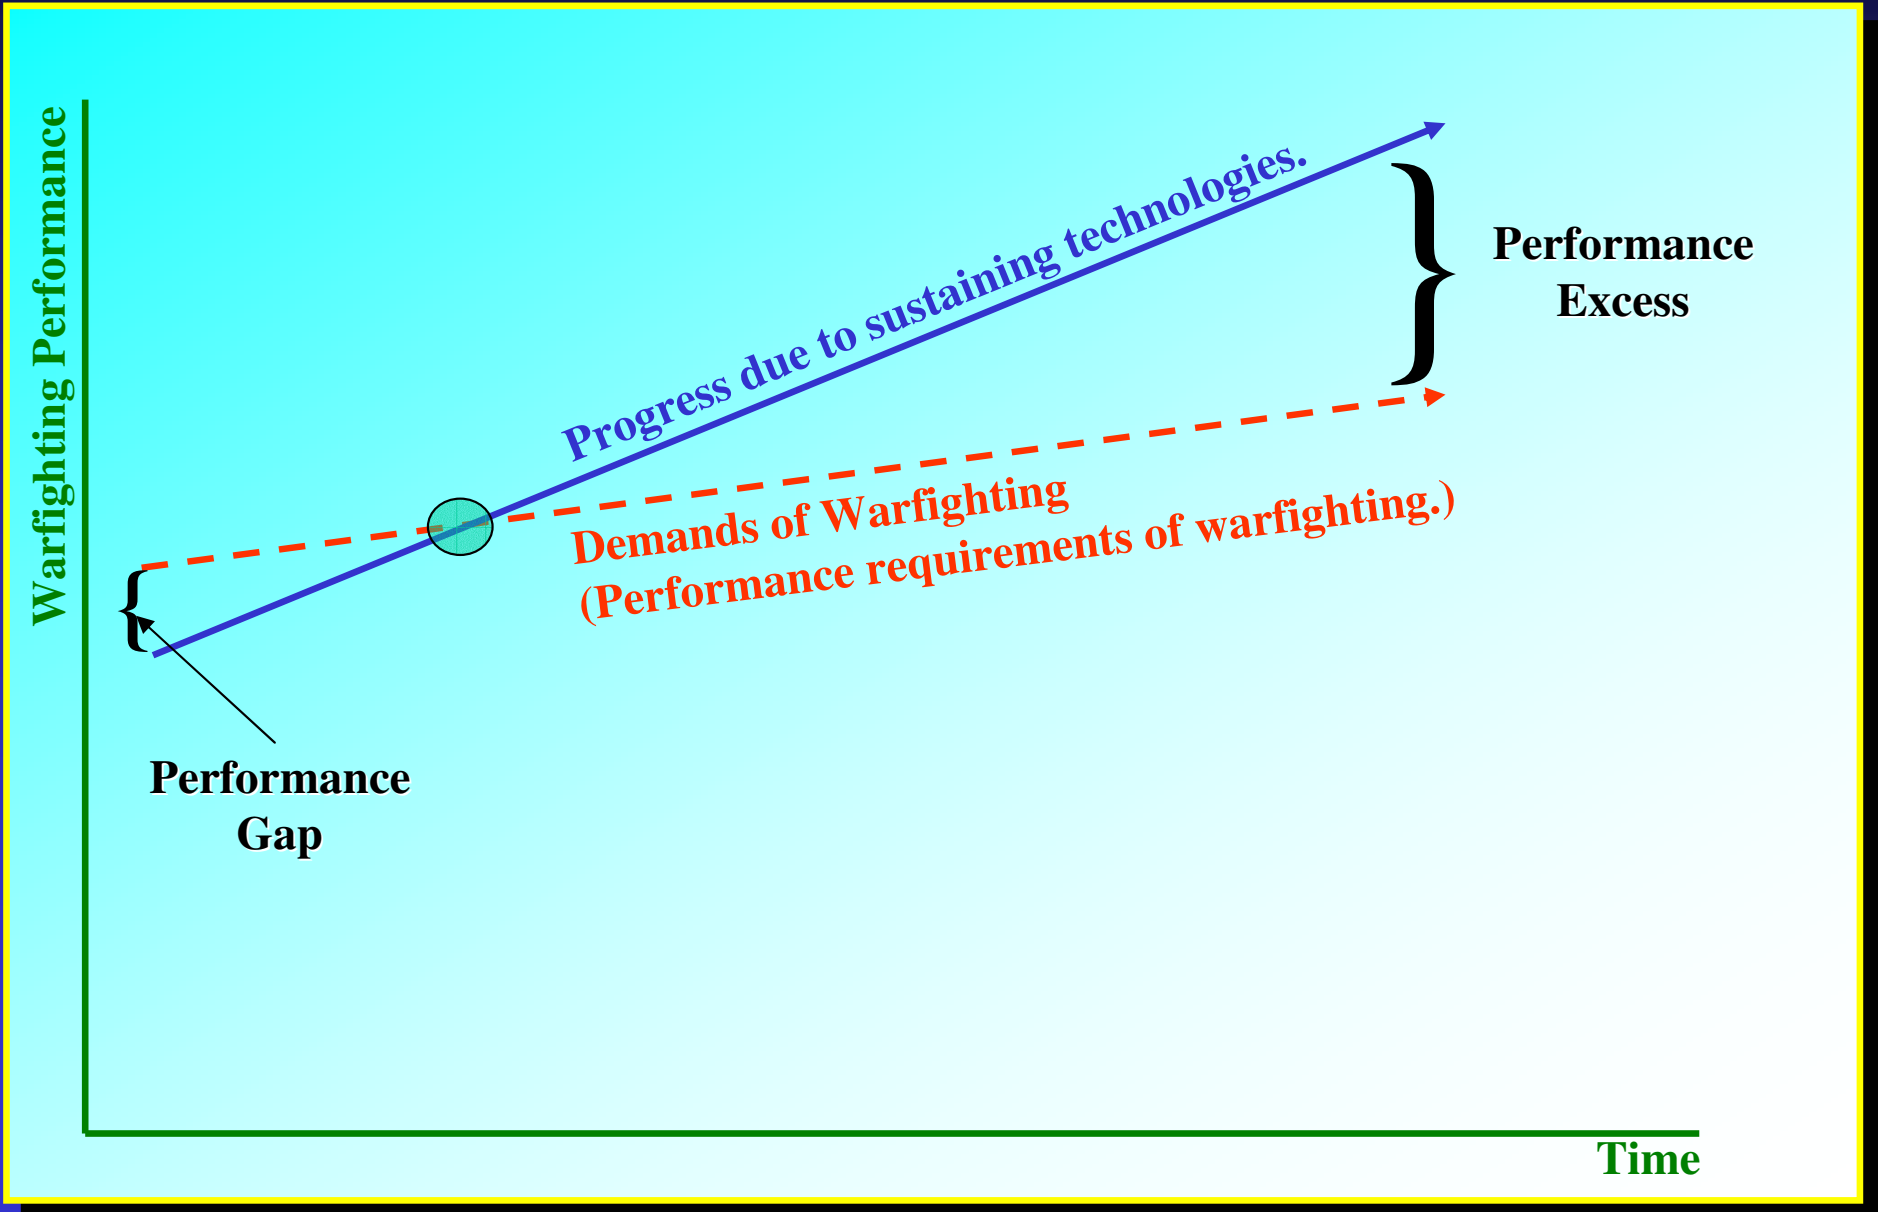 Warfighting Performance
Progress due to sustaining technologies.
Performance
Excess
Demands of Warfighting
(Performance requirements of warfighting.)
Performance
Gap
Time